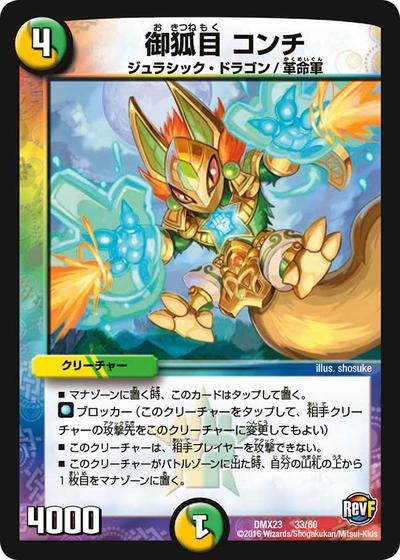 4
御狐目 コンチ
おきつねもく
ジュラシック・ドラゴン / 革命軍
かくめいぐん
クリーチャー
illus. shosuke
■ マナゾーンに置く時、このカードはタップして置く。
ブロッカー (このクリーチャーをタップして、相手クリー
チャーの攻撃先をこのクリーチャーに変更してもよい)
■ このクリーチャーは、相手プレイヤーを攻撃できない。
■ このクリーチャーがバトルゾーンに出た時、自分の山札の上から
1 枚目をマナゾーンに置く。
4000
1
RevF
DMX23 33/60
©2016 Wizards/Shogakukan/Mitsui-Kids